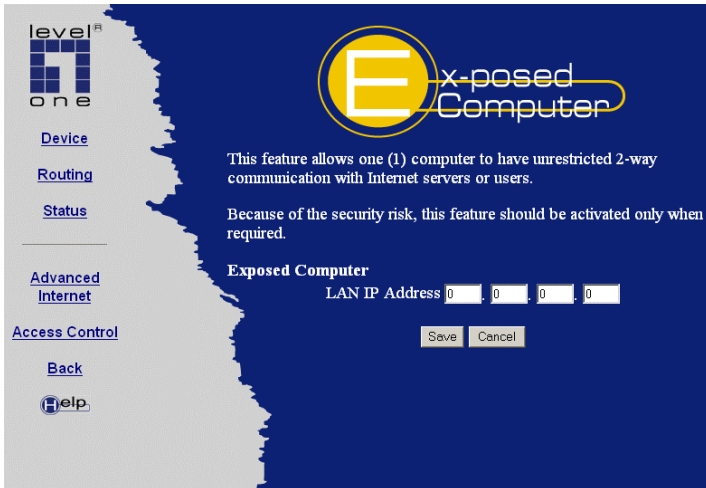 level®
one
Device
Routing
Status
Advanced
Internet
Access Control
Back
Help
Ex-posed
Computer
This feature allows one (1) computer to have unrestricted 2-way
communication with Internet servers or users.
Because of the security risk, this feature should be activated only when
required.
Exposed Computer
LAN IP Address 0 . 0 . 0 . 0
Save Cancel